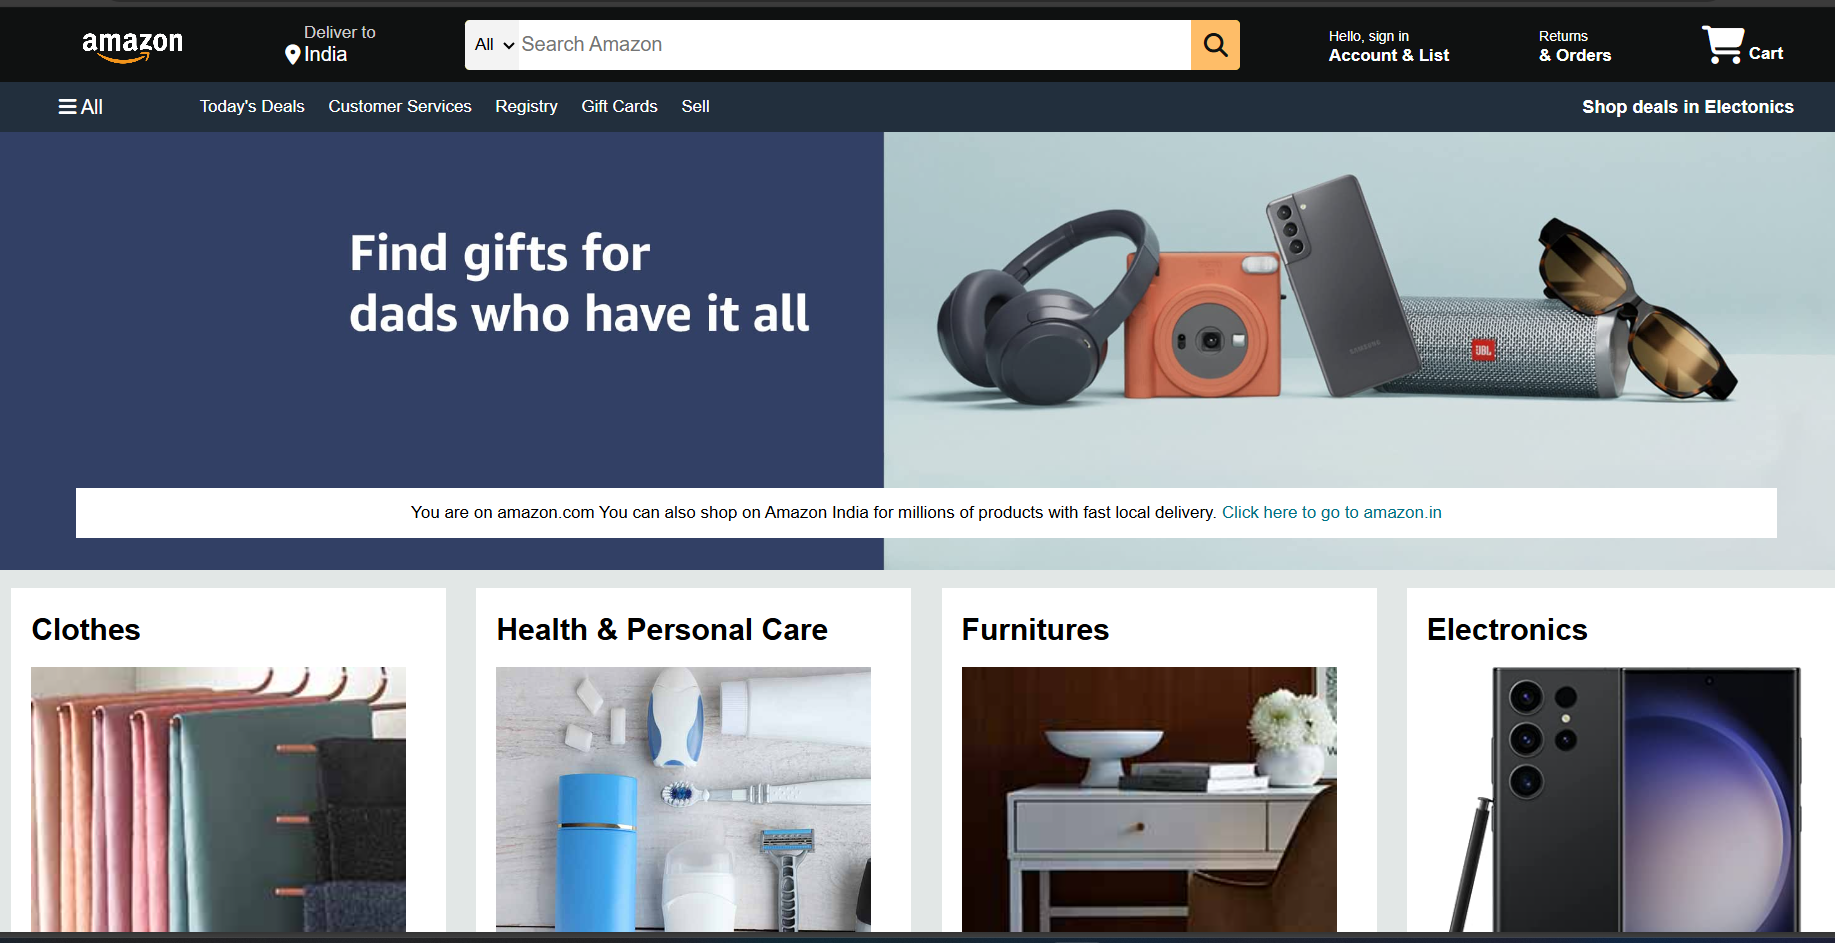 amazon
Deliver to
India
All
Search Amazon
Hello, sign in
Account & List
Returns
& Orders
Cart
All
Today's Deals
Customer Services
Registry
Gift Cards
Sell
Shop deals in Electonics
Find gifts for
dads who have it all
SAMSUNG
JBL
You are on amazon.com You can also shop on Amazon India for millions of products with fast local delivery. Click here to go to amazon.in
Clothes
Health & Personal Care
Furnitures
Electronics